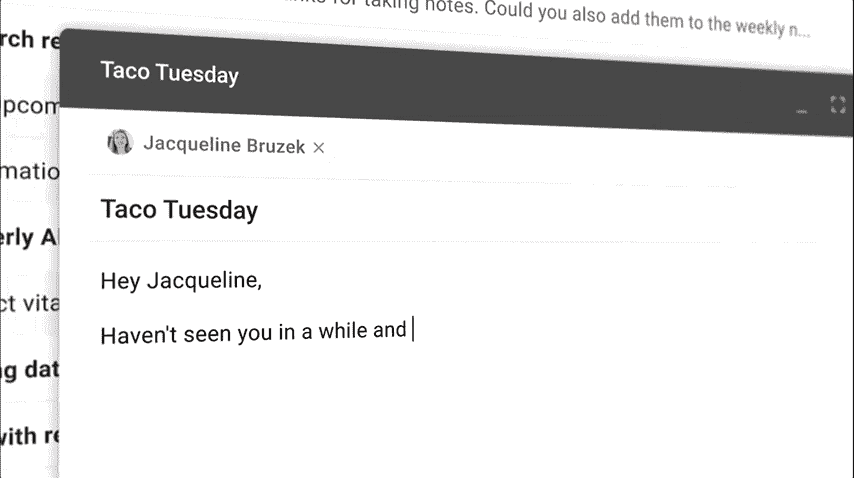 for taking notes. Could you also add them to the weekly n...
rch re
Taco Tuesday
pcom
Jacqueline Bruzek
matio
Taco Tuesday
erly A
Hey Jacqueline,
ct vita
Haven't seen you in a while and
g dat
with re